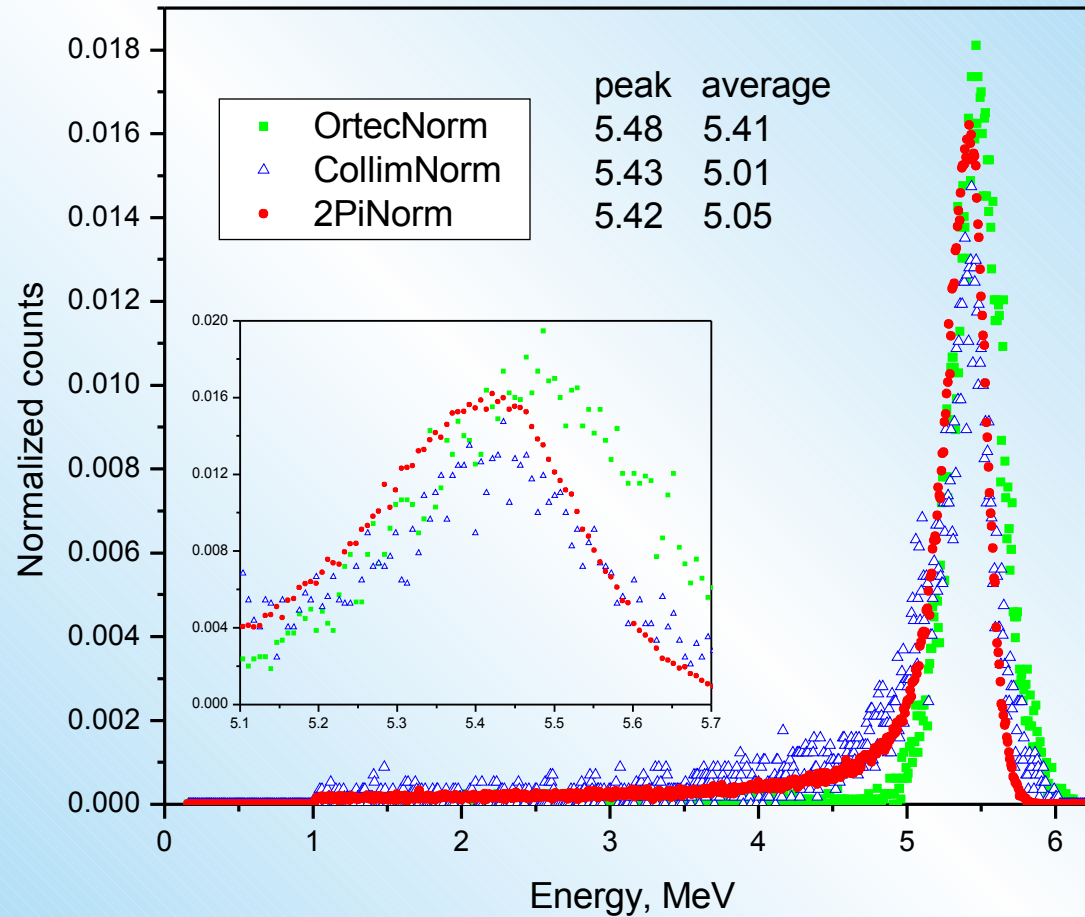 0.018
0.016
0.014
0.012
0.010
0.008
0.006
0.004
0.002
0.000
Normalized counts
peak average
OrtecNorm 5.48 5.41
CollimNorm 5.43 5.01
2PiNorm 5.42 5.05
0.020
0.016
0.012
0.008
0.004
0.000
5.1 5.2 5.3 5.4 5.5 5.6 5.7
0 1 2 3 4 5 6
Energy, MeV